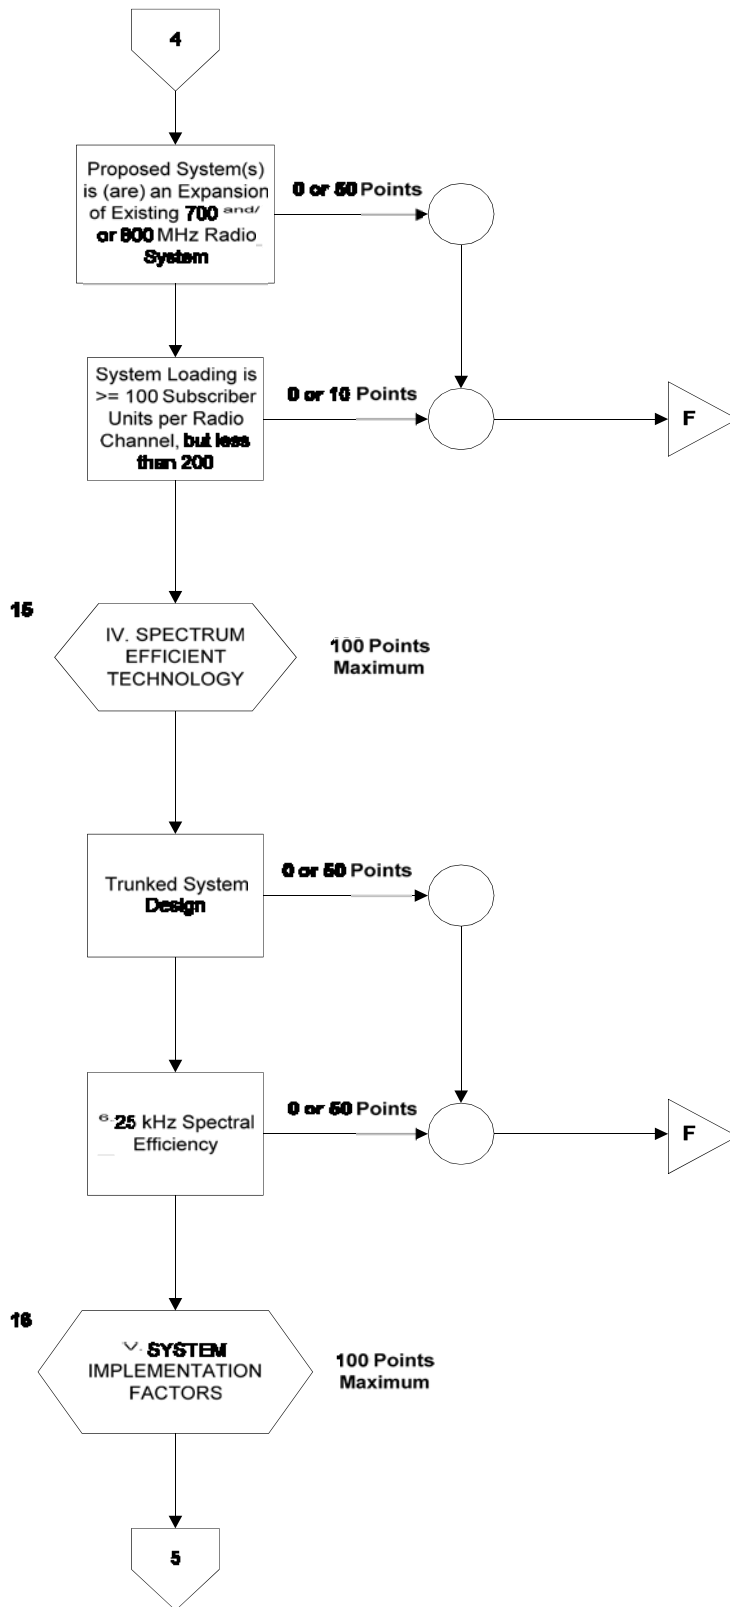 4
Proposed System(s)
is (are) an Expansion
of Existing 700 and/
or 800 MHz Radio
System
0 or 50 Points
System Loading is
>= 100 Subscriber
Units per Radio
Channel, but less
than 200
0 or 10 Points
F
15
IV. SPECTRUM
EFFICIENT
TECHNOLOGY
100 Points
Maximum
Trunked System
Design
0 or 50 Points
6.25 kHz Spectral
Efficiency
0 or 50 Points
F
16
V. SYSTEM
IMPLEMENTATION
FACTORS
100 Points
Maximum
5